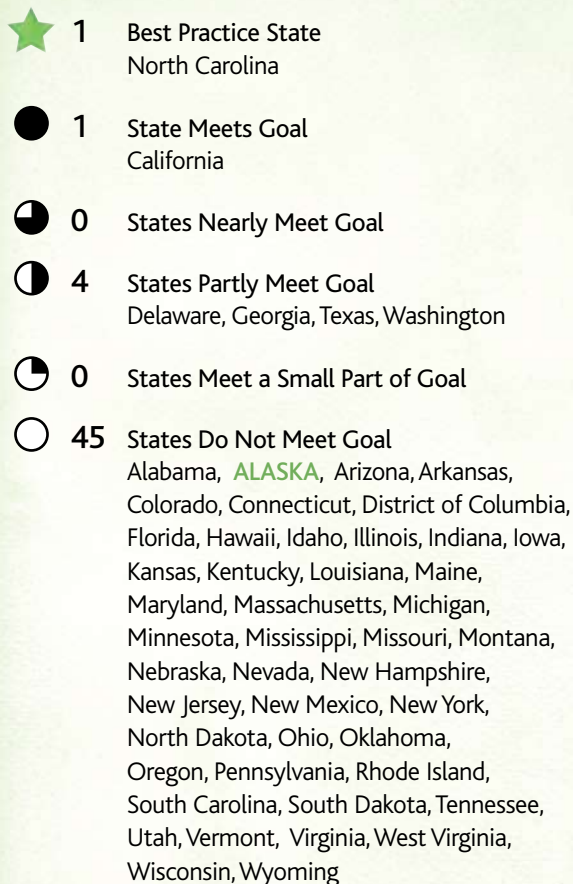 1 Best Practice State
North Carolina
1 State Meets Goal
California
0 States Nearly Meet Goal
4 States Partly Meet Goal
Delaware, Georgia, Texas, Washington
0 States Meet a Small Part of Goal
45 States Do Not Meet Goal
Alabama, ALASKA, Arizona, Arkansas,
Colorado, Connecticut, District of Columbia,
Florida, Hawaii, Idaho, Illinois, Indiana, Iowa,
Kansas, Kentucky, Louisiana, Maine,
Maryland, Massachusetts, Michigan,
Minnesota, Mississippi, Missouri, Montana,
Nebraska, Nevada, New Hampshire,
New Jersey, New Mexico, New York,
North Dakota, Ohio, Oklahoma,
Oregon, Pennsylvania, Rhode Island,
South Carolina, South Dakota, Tennessee,
Utah, Vermont, Virginia, West Virginia,
Wisconsin, Wyoming